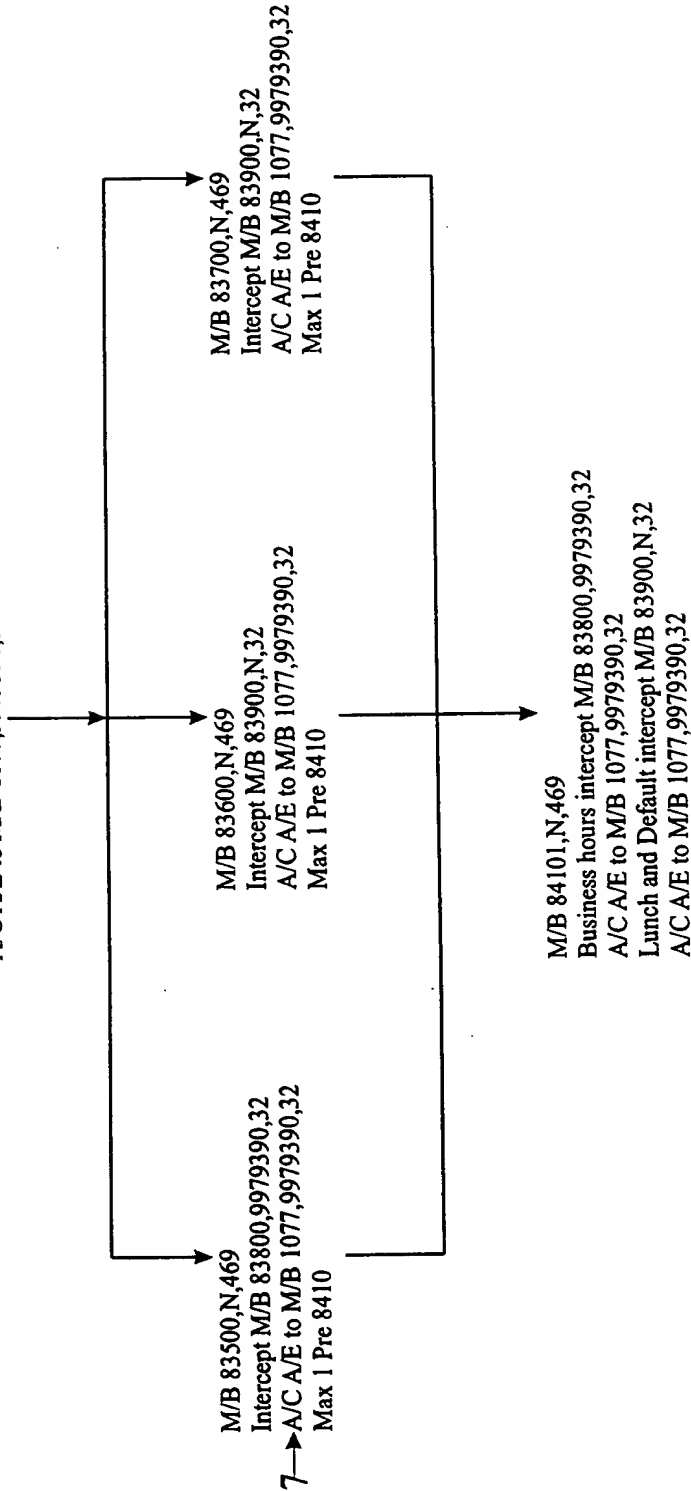 M/B 83500,N,469
Intercept M/B 83800,9979390,32
7 A/C A/E to M/B 1077,9979390,32
Max 1 Pre 8410
M/B 83600,N,469
Intercept M/B 83900,N,32
A/C A/E to M/B 1077,9979390,32
Max 1 Pre 8410
M/B 83700,N,469
Intercept M/B 83900,N,32
A/C A/E to M/B 1077,9979390,32
Max 1 Pre 8410
M/B 84101,N,469
Business hours intercept M/B 83800,9979390,32
A/C A/E to M/B 1077,9979390,32
Lunch and Default intercept M/B 83900,N,32
A/C A/E to M/B 1077,9979390,32